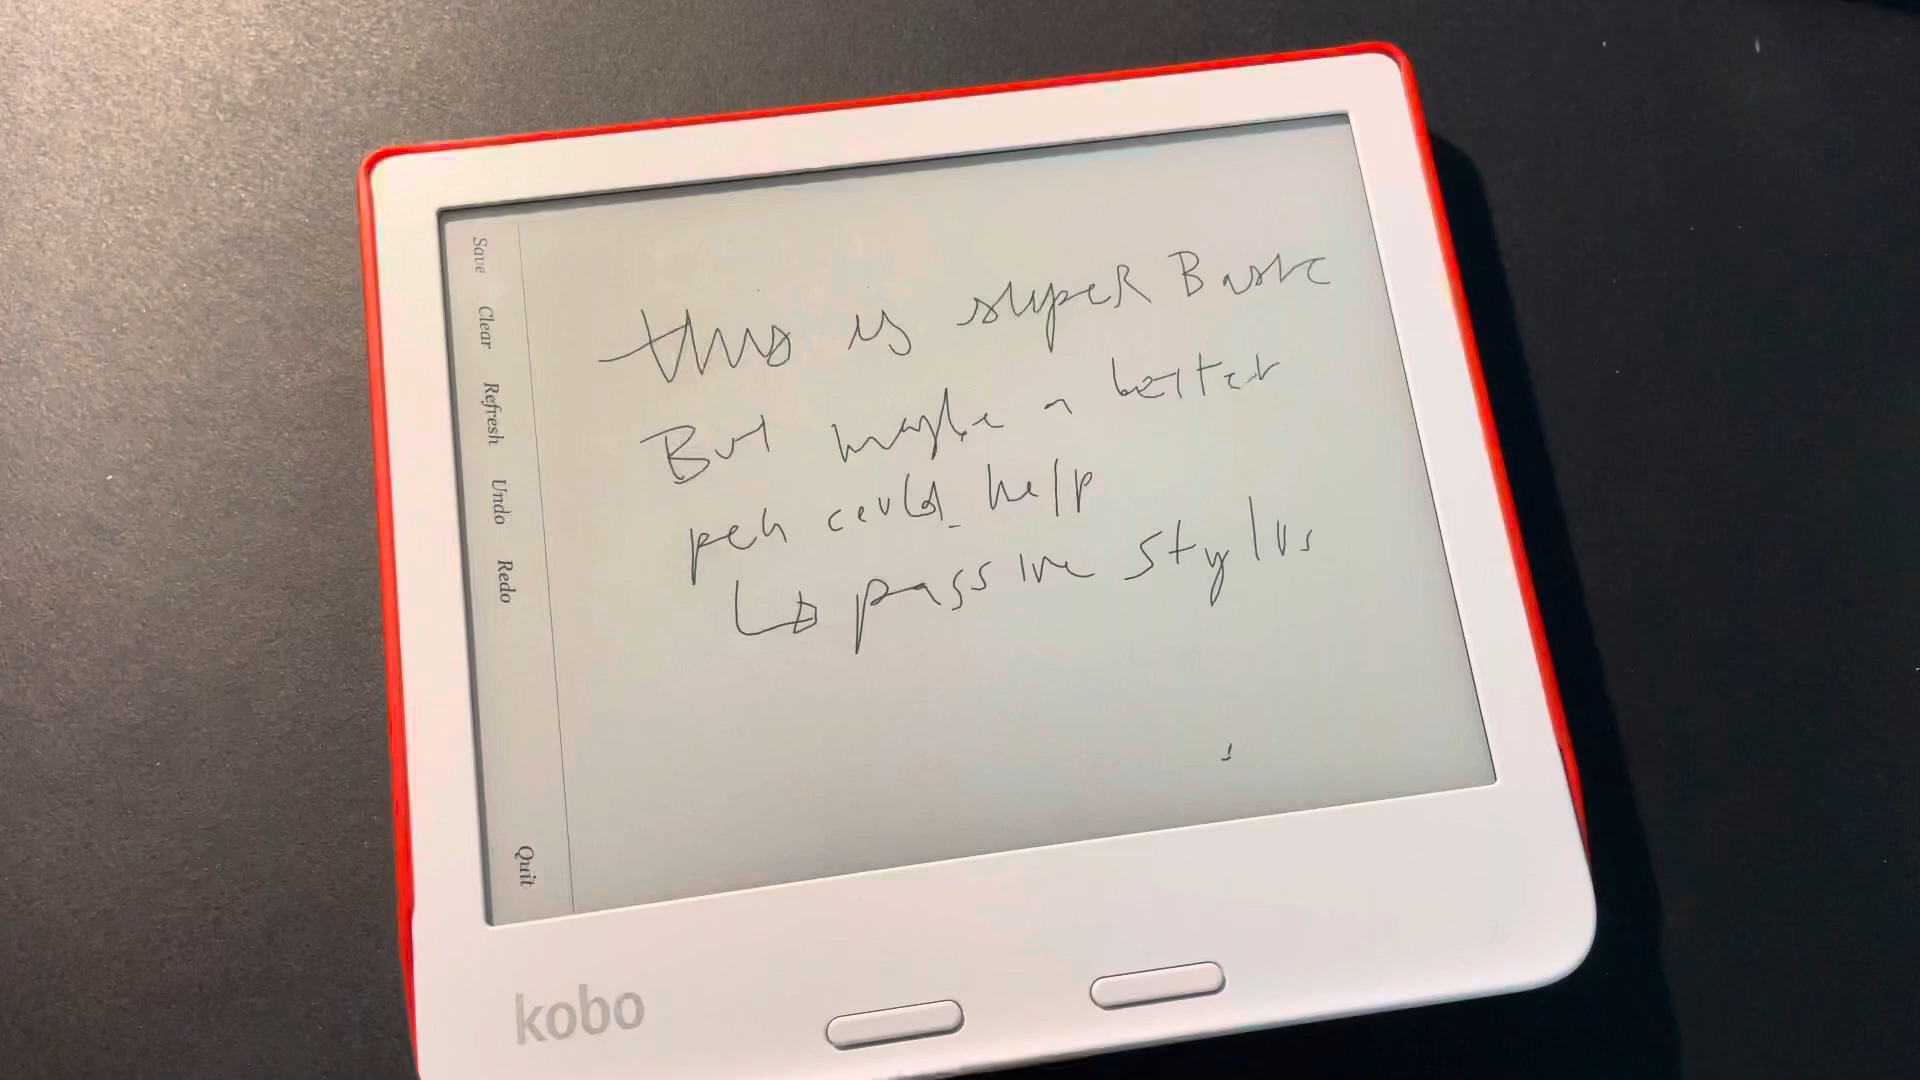 Save Clear Refresh Undo Redo Quit
this is super Basic
But maybe a better
pen could help
↳ passive stylus
kobo